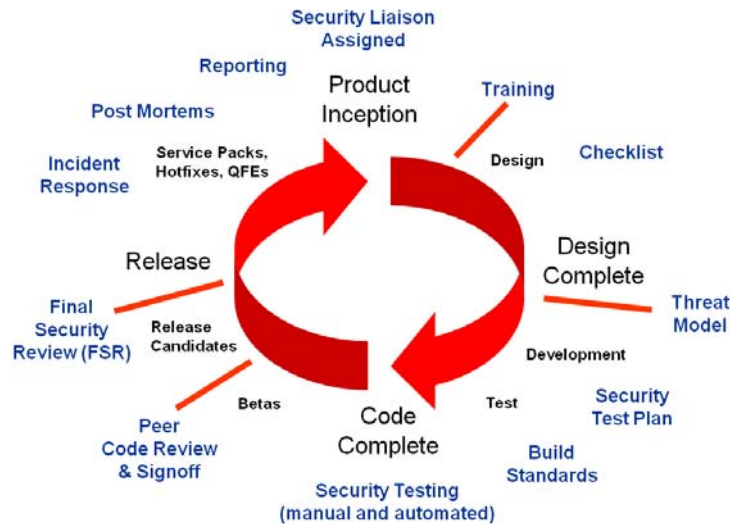 Security Liaison
Assigned
Reporting
Product
Inception
Training
Post Mortems
Service Packs,
Hotfixes, QFEs
Design
Checklist
Incident
Response
Release
Design
Complete
Final
Security
Review (FSR)
Release
Candidates
Threat
Model
Development
Betas
Test
Security
Test Plan
Peer
Code Review
& Signoff
Code
Complete
Build
Standards
Security Testing
(manual and automated)